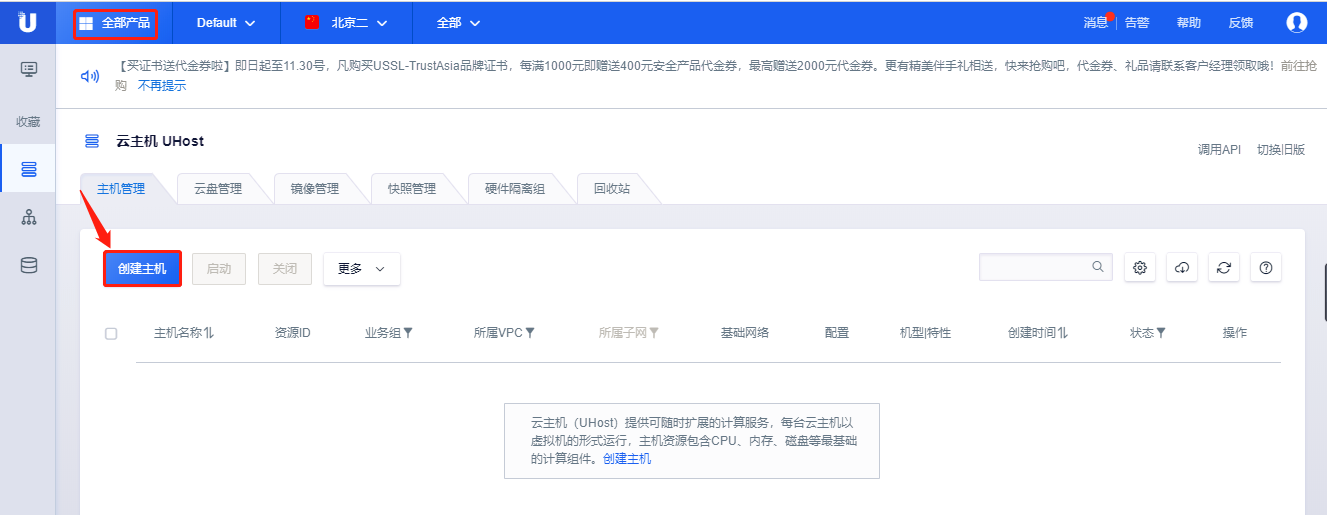 全部产品
Default
北京二
全部
消息
告警
帮助
反馈
【买证书送代金券啦】即日起至11.30号，凡购买USSL-TrustAsia品牌证书，每满1000元即赠送400元安全产品代金券，最高赠送2000元代金券。更有精美伴手礼相送，快来抢购吧，代金券、礼品请联系客户经理领取哦！前往抢
购 不再提示
收藏
云主机 UHost
调用API 切换旧版
主机管理 云盘管理 镜像管理 快照管理 硬件隔离组 回收站
创建主机 启动 关闭 更多
主机名称 资源ID 业务组 所属VPC 所属子网 基础网络 配置 机型|特性 创建时间 状态 操作
云主机（UHost）提供可随时扩展的计算服务，每台云主机以
虚拟机的形式运行，主机资源包含CPU、内存、磁盘等最基础
的计算组件。创建主机